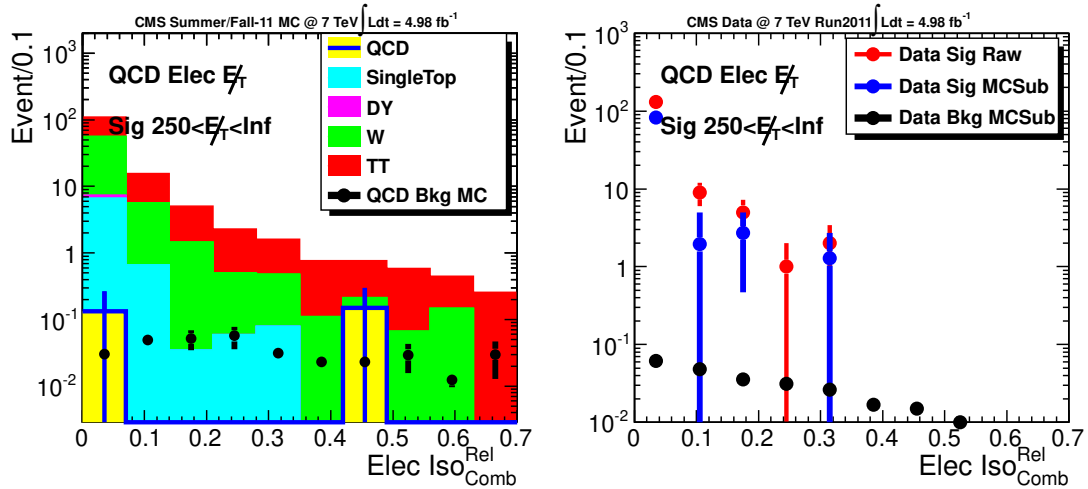 CMS Summer/Fall-11 MC @ 7 TeV ∫ Ldt = 4.98 fb⁻¹
Event/0.1
10³
10²
10
1
10⁻¹
10⁻²
QCD Elec E̸_T
Sig 250<E̸_T<Inf
QCD
SingleTop
DY
W
TT
QCD Bkg MC
0 0.1 0.2 0.3 0.4 0.5 0.6 0.7
Elec Iso^Rel_Comb
CMS Data @ 7 TeV Run2011 ∫ Ldt = 4.98 fb⁻¹
Event/0.1
10³
10²
10
1
10⁻¹
10⁻²
QCD Elec E̸_T
Sig 250<E̸_T<Inf
Data Sig Raw
Data Sig MCSub
Data Bkg MCSub
0 0.1 0.2 0.3 0.4 0.5 0.6 0.7
Elec Iso^Rel_Comb